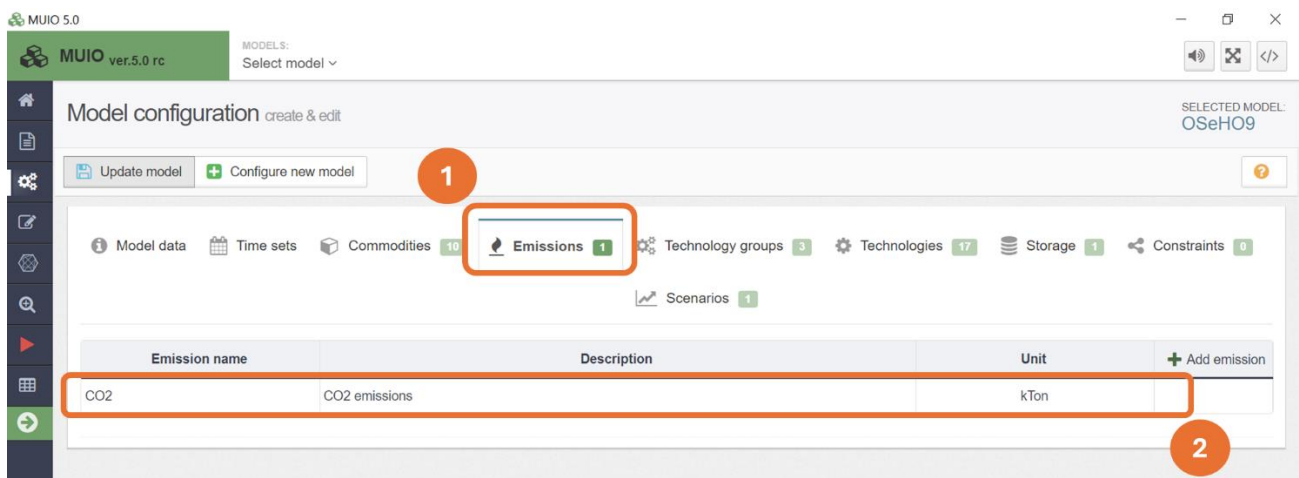 MUIO 5.0
MUIO ver.5.0 rc
MODELS:
Select model
Model configuration create & edit
SELECTED MODEL:
OSeHO9
Update model
Configure new model
1
Model data
Time sets
Commodities 10
Emissions 1
Technology groups 3
Technologies 17
Storage 1
Constraints 0
Scenarios 1
Emission name
Description
Unit
Add emission
CO2
CO2 emissions
kTon
2